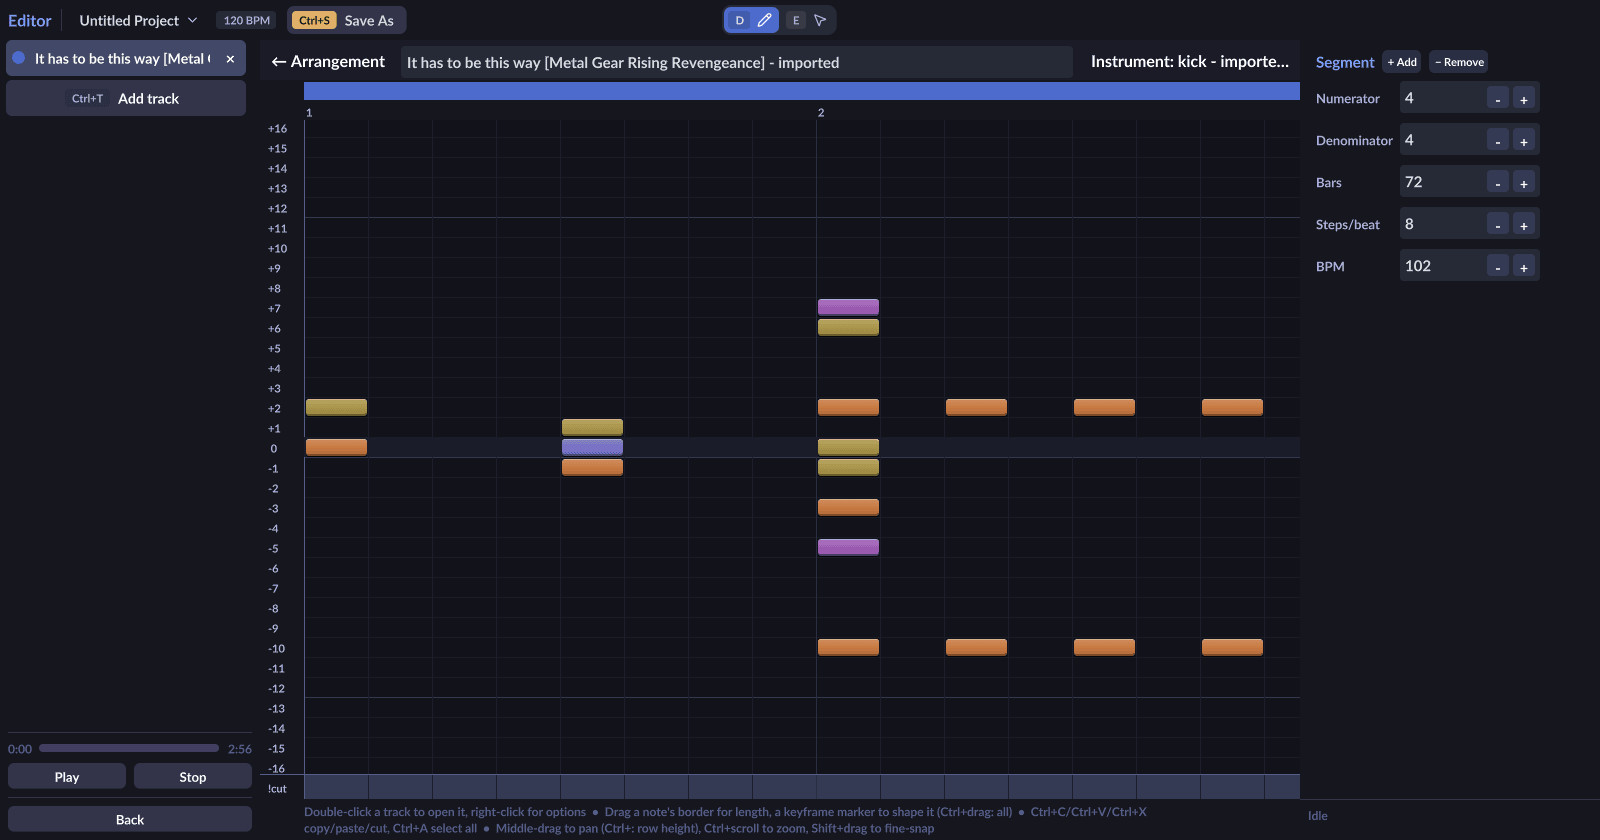 Editor
Untitled Project
120 BPM
Ctrl+S Save As
D
E
It has to be this way [Metal
×
Ctrl+T Add track
← Arrangement
It has to be this way [Metal Gear Rising Revengeance] - imported
Instrument: kick - importe...
Segment + Add − Remove
Numerator 4 - +
Denominator 4 - +
Bars 72 - +
Steps/beat 8 - +
BPM 102 - +
1 2
+16
+15
+14
+13
+12
+11
+10
+9
+8
+7
+6
+5
+4
+3
+2
+1
0
-1
-2
-3
-4
-5
-6
-7
-8
-9
-10
-11
-12
-13
-14
-15
-16
!cut
0:00 2:56
Play Stop
Back
Double-click a track to open it, right-click for options • Drag a note's border for length, a keyframe marker to shape it (Ctrl+drag: all) • Ctrl+C/Ctrl+V/Ctrl+X
copy/paste/cut, Ctrl+A select all • Middle-drag to pan (Ctrl+: row height), Ctrl+scroll to zoom, Shift+drag to fine-snap
Idle